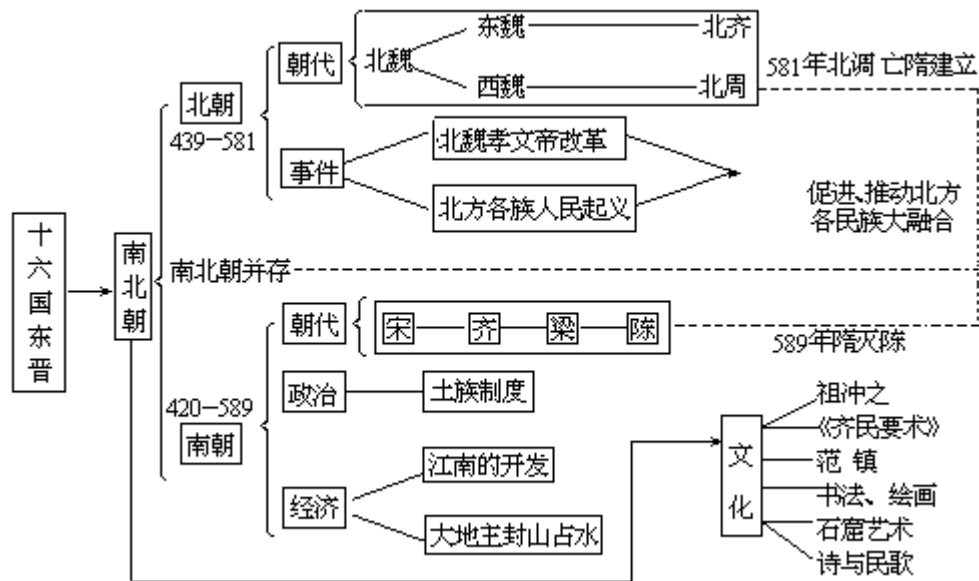 十六国东晋
南北朝
北朝
439—581
朝代
北魏
东魏
北齐
西魏
北周
581年北调 亡隋建立
事件
北魏孝文帝改革
北方各族人民起义
促进、推动北方
各民族大融合
南北朝并存
420—589
南朝
朝代
宋
齐
梁
陈
589年隋灭陈
政治
土族制度
经济
江南的开发
大地主封山占水
文化
祖冲之
《齐民要术》
范 镇
书法、绘画
石窟艺术
诗与民歌